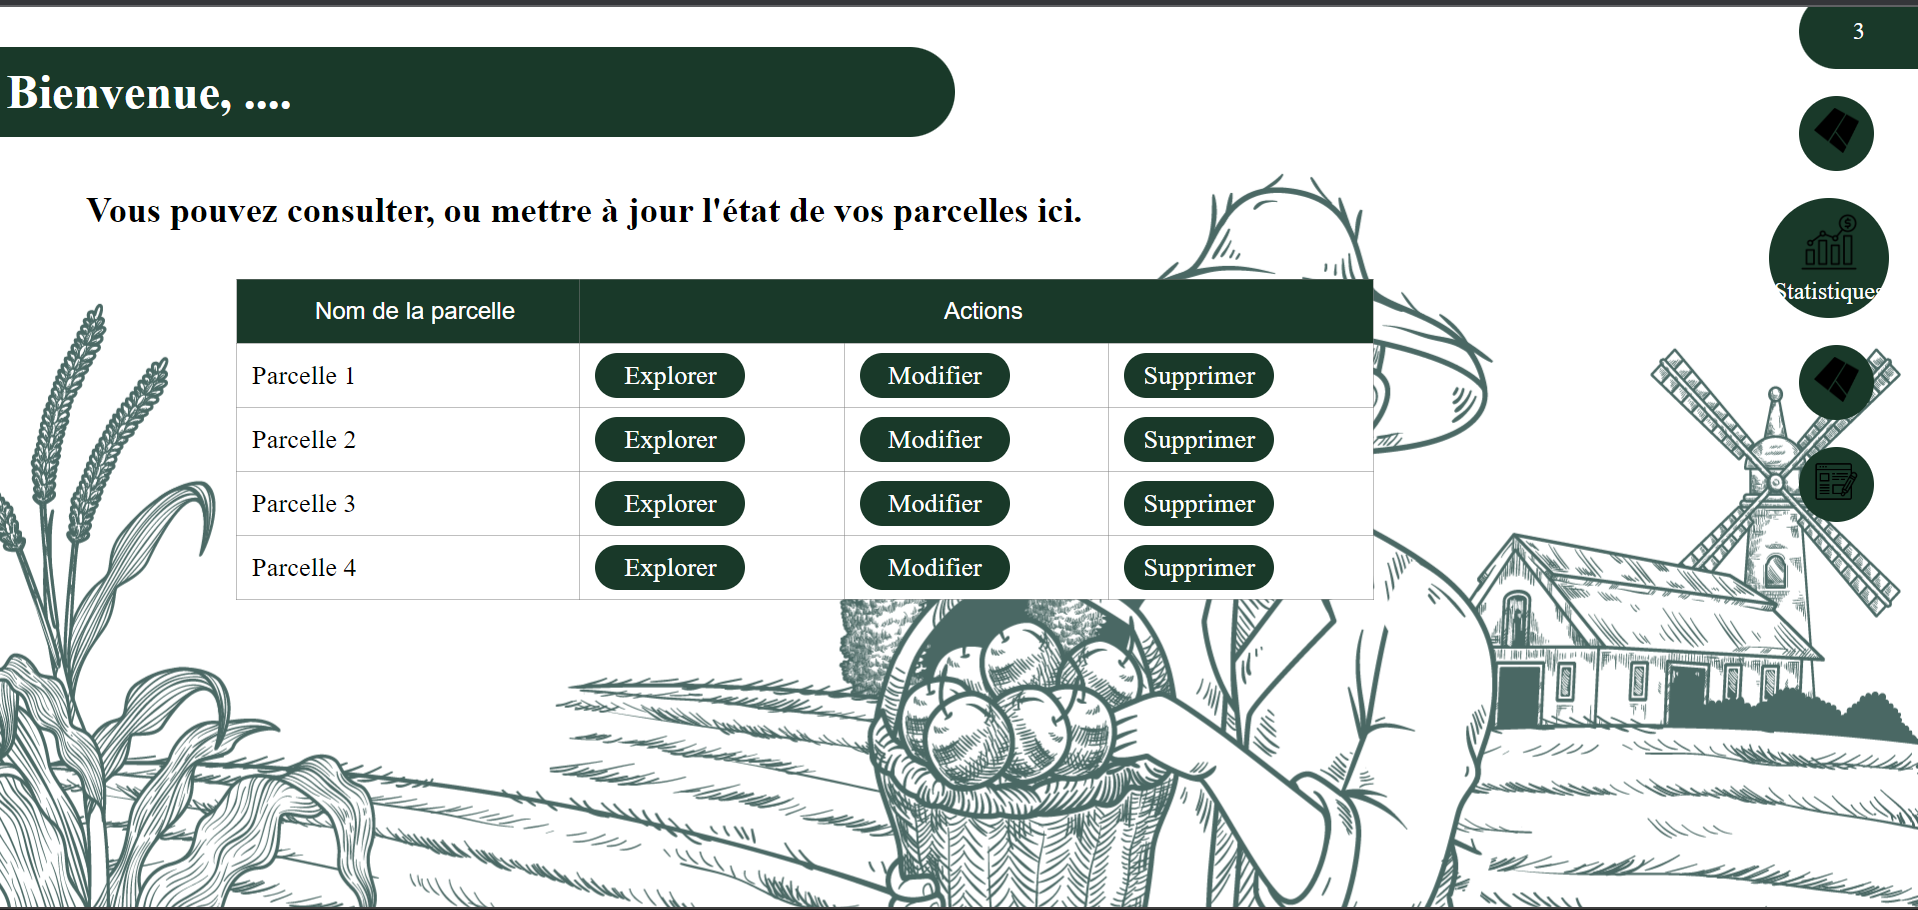 3
Bienvenue, ....
Vous pouvez consulter, ou mettre à jour l'état de vos parcelles ici.
Nom de la parcelle Actions
Parcelle 1 Explorer Modifier Supprimer
Parcelle 2 Explorer Modifier Supprimer
Parcelle 3 Explorer Modifier Supprimer
Parcelle 4 Explorer Modifier Supprimer
$
Statistiques